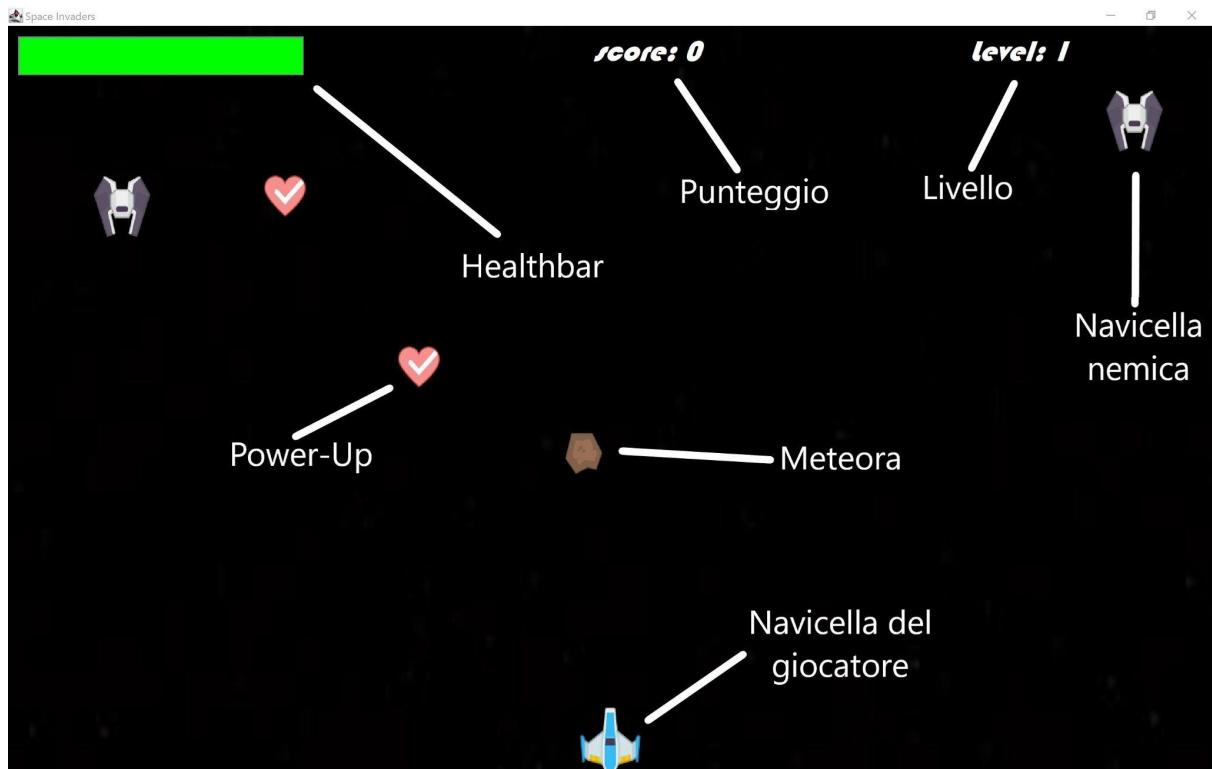 Space Invaders
score: 0
Level: 1
Punteggio
Livello
Healthbar
Navicella
nemica
Power-Up
Meteora
Navicella del
giocatore